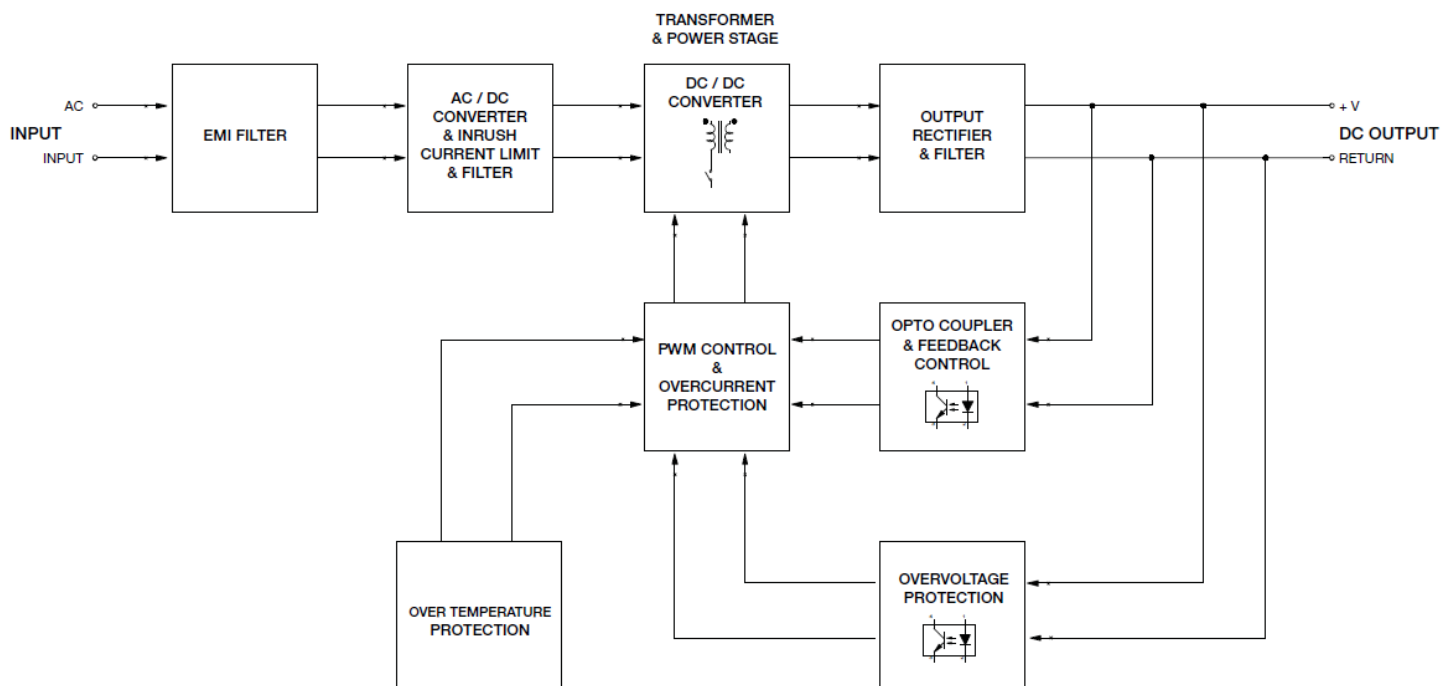 TRANSFORMER
& POWER STAGE
INPUT
AC
INPUT
EMI FILTER
AC / DC
CONVERTER
& INRUSH
CURRENT LIMIT
& FILTER
DC / DC
CONVERTER
OUTPUT
RECTIFIER
& FILTER
+ V
DC OUTPUT
RETURN
PWM CONTROL
&
OVERCURRENT
PROTECTION
OPTO COUPLER
& FEEDBACK
CONTROL
OVER TEMPERATURE
PROTECTION
OVERVOLTAGE
PROTECTION